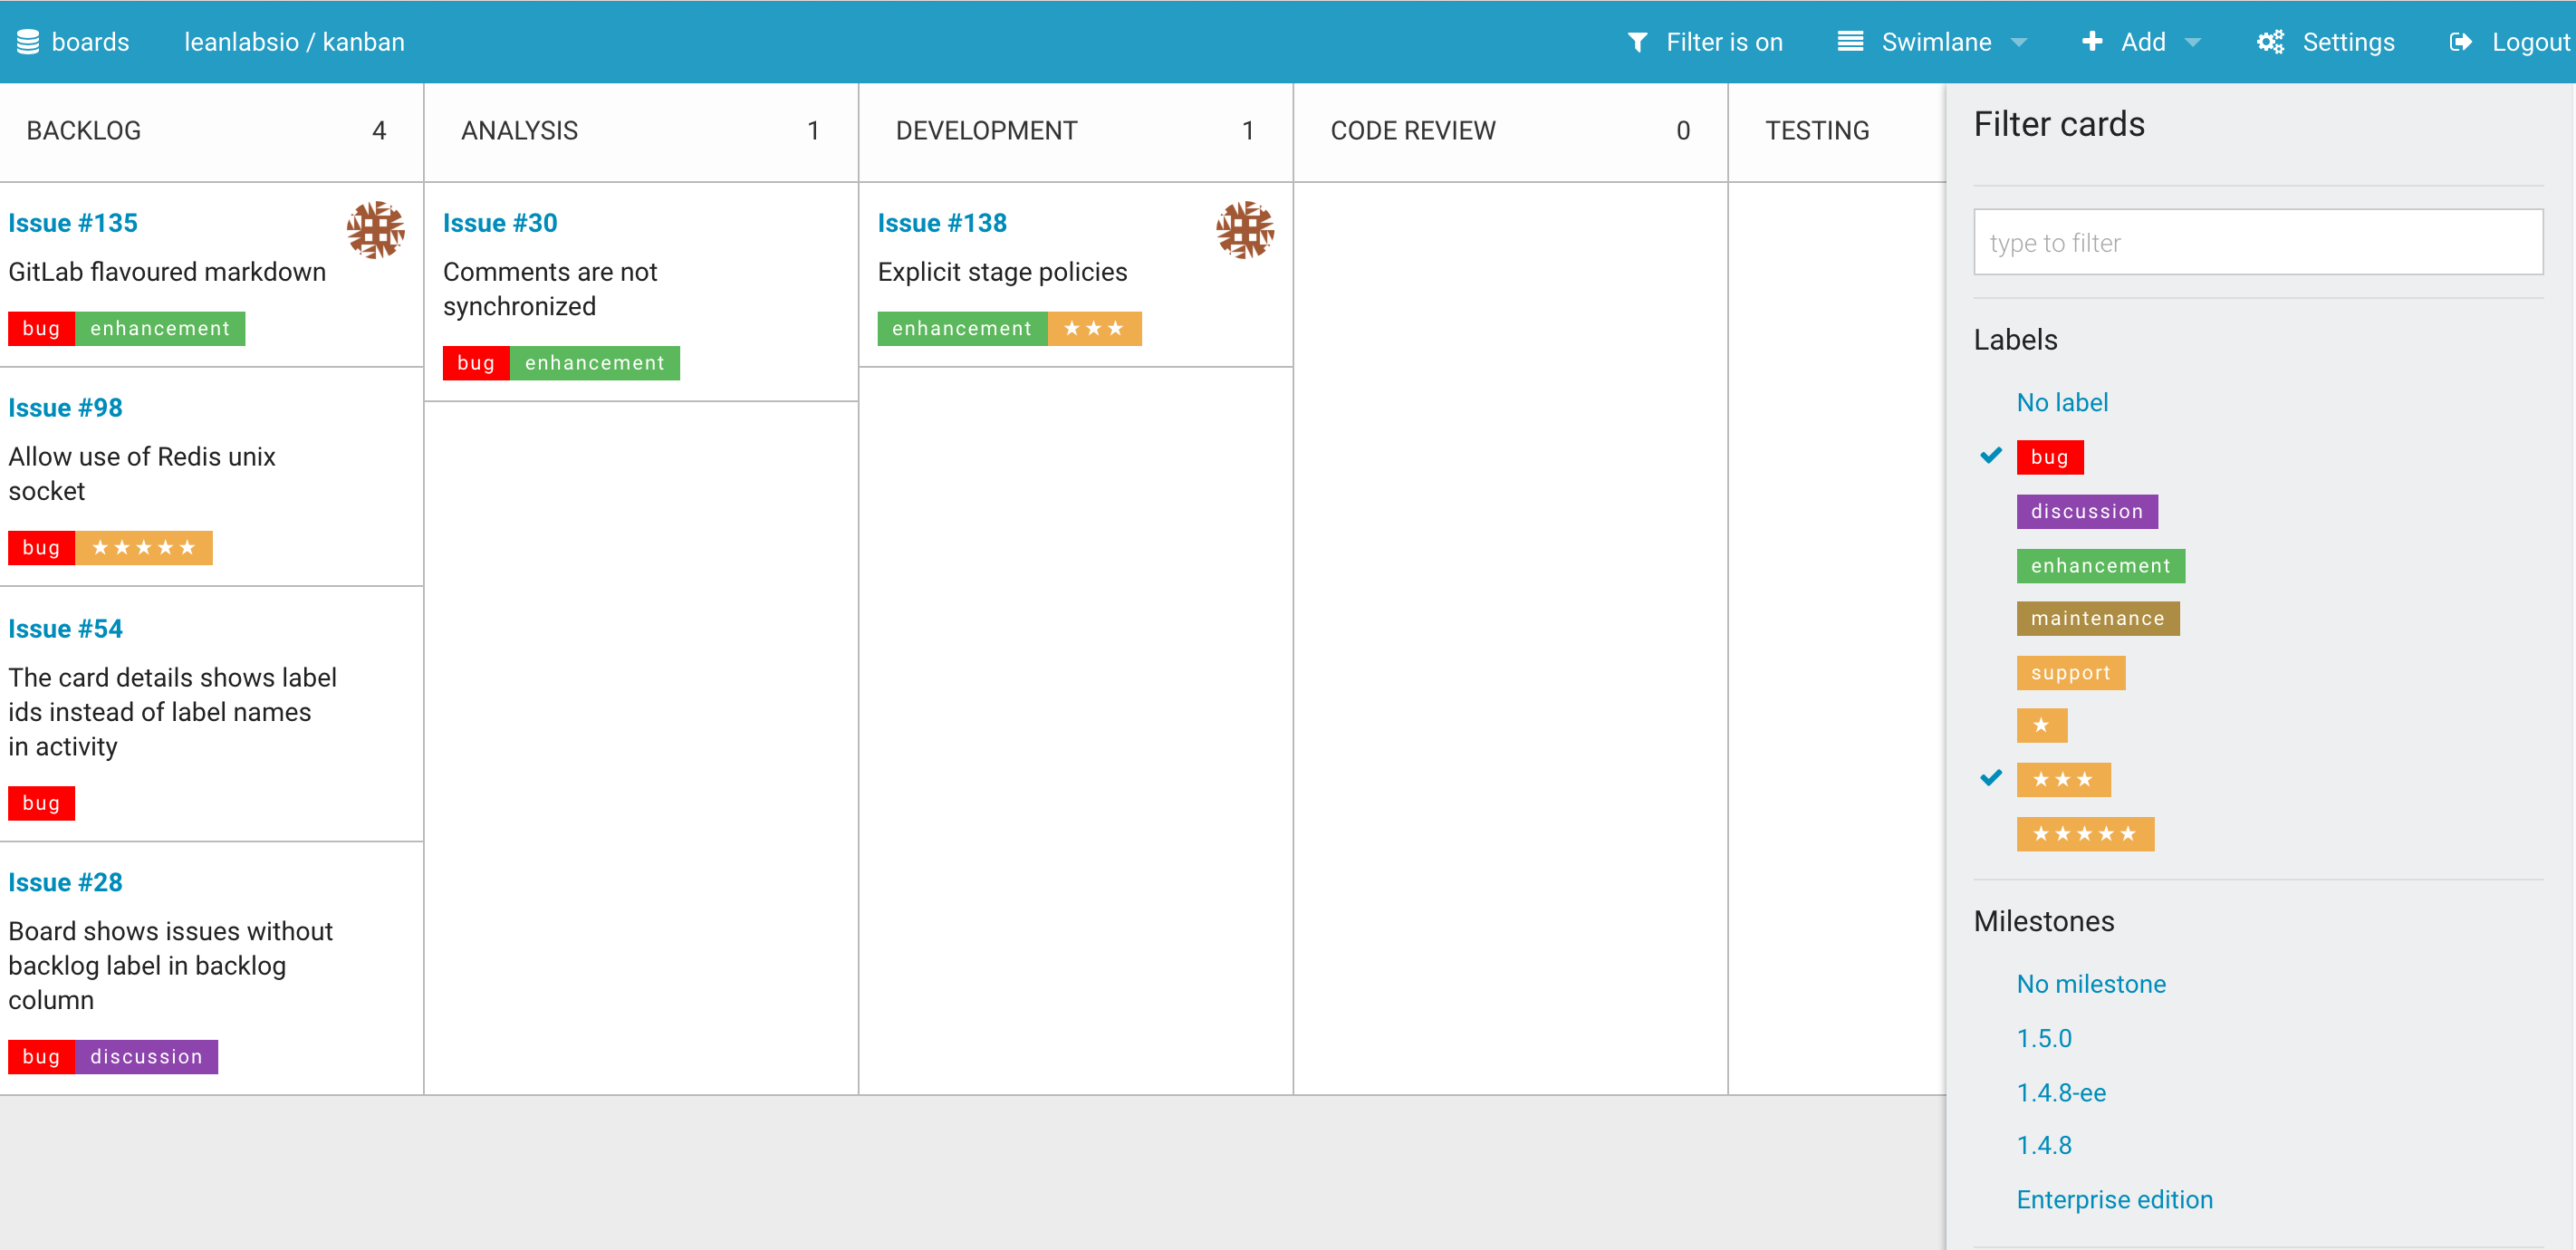 boards leanlabsio / kanban Filter is on Swimlane Add Settings Logout
BACKLOG 4
Issue #135
GitLab flavoured markdown
bug enhancement
Issue #98
Allow use of Redis unix
socket
bug ★★★★★
Issue #54
The card details shows label
ids instead of label names
in activity
bug
Issue #28
Board shows issues without
backlog label in backlog
column
bug discussion
ANALYSIS 1
Issue #30
Comments are not
synchronized
bug enhancement
DEVELOPMENT 1
Issue #138
Explicit stage policies
enhancement ★★★
CODE REVIEW 0
TESTING
Filter cards
type to filter
Labels
No label
bug
discussion
enhancement
maintenance
support
★
★★★
★★★★★
Milestones
No milestone
1.5.0
1.4.8-ee
1.4.8
Enterprise edition